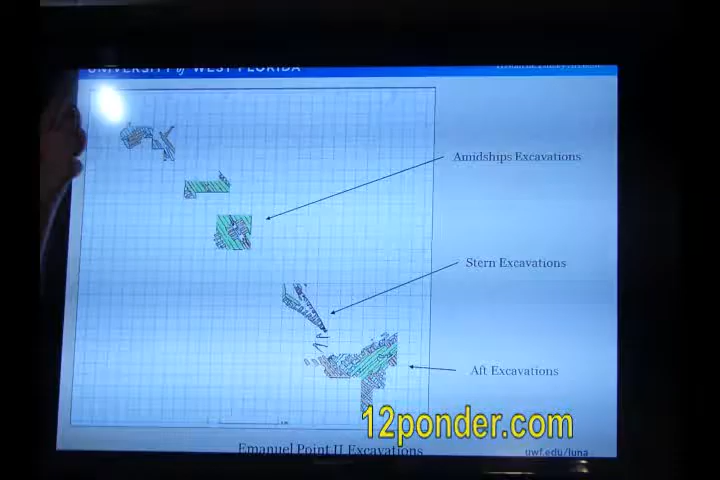 UNIVERSITY of WEST FLORIDA
Amidships Excavations
Stern Excavations
Aft Excavations
12ponder.com
Emanuel Point II Excavations
uwf.edu/luna